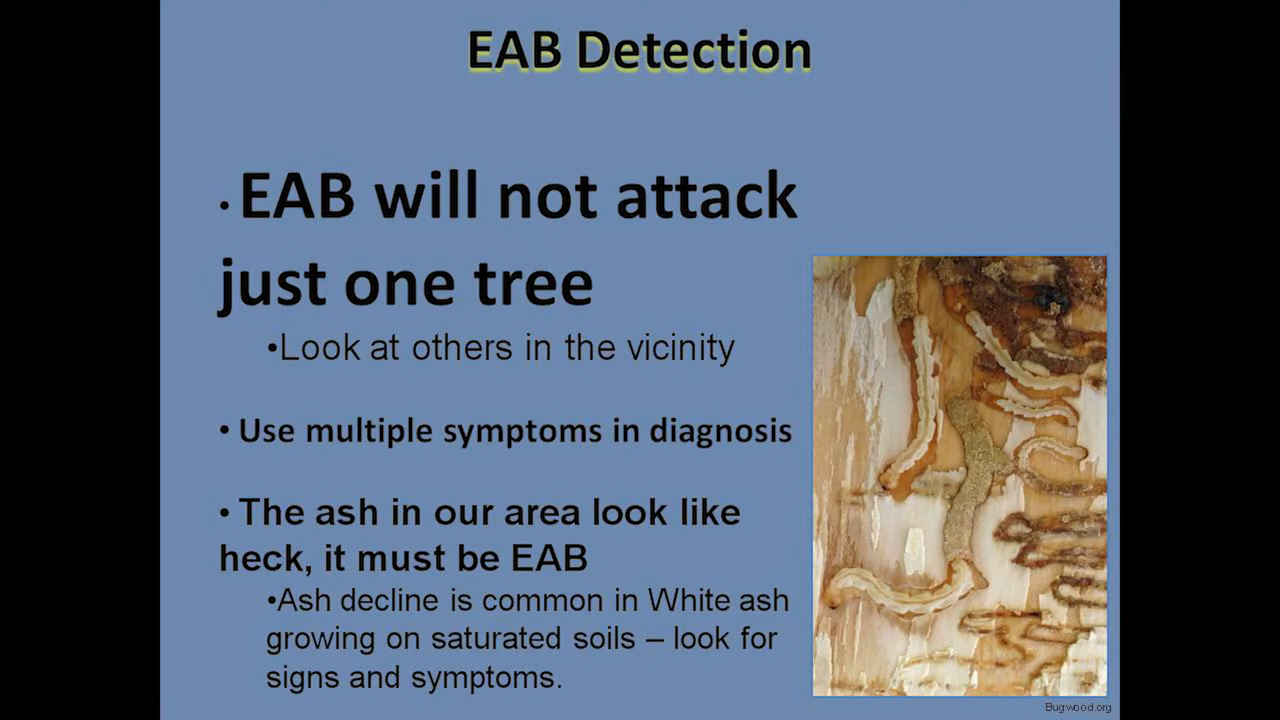 EAB Detection
• EAB will not attack
just one tree
•Look at others in the vicinity
• Use multiple symptoms in diagnosis
• The ash in our area look like
heck, it must be EAB
•Ash decline is common in White ash
growing on saturated soils – look for
signs and symptoms.
Bugwood.org